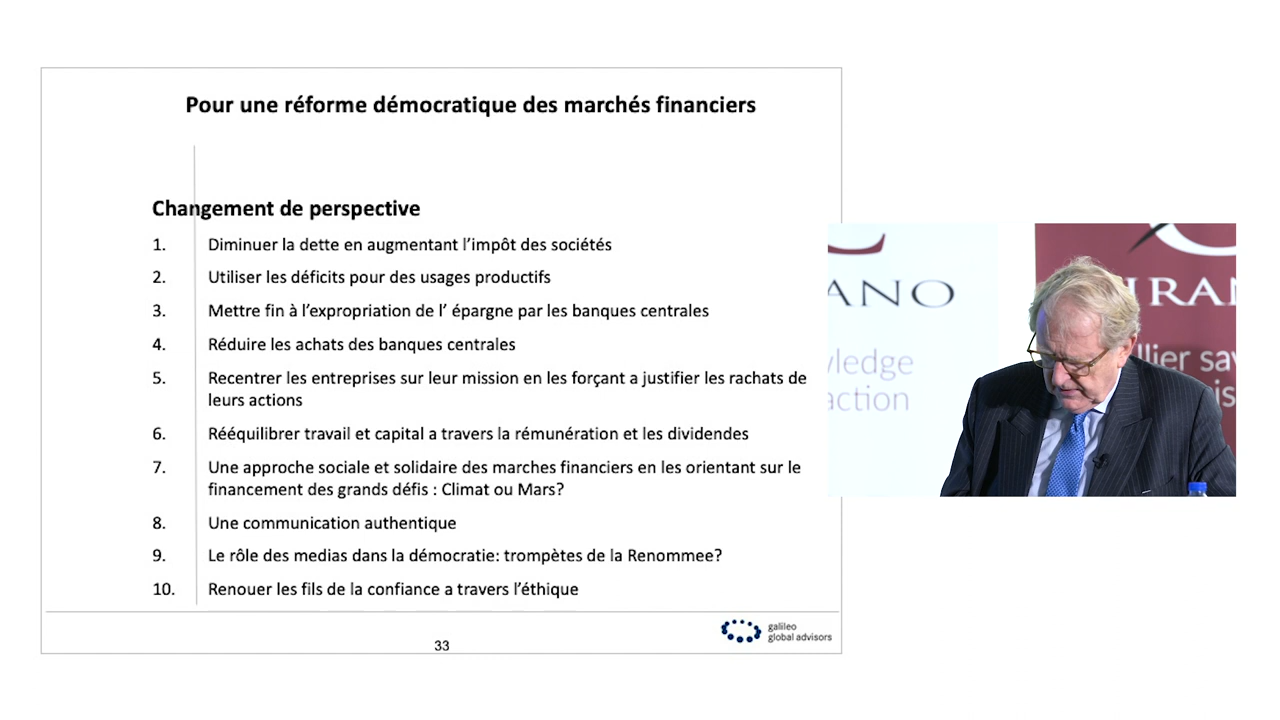 Pour une réforme démocratique des marchés financiers
Changement de perspective
1. Diminuer la dette en augmentant l’impôt des sociétés
2. Utiliser les déficits pour des usages productifs
3. Mettre fin à l’expropriation de l’ épargne par les banques centrales
4. Réduire les achats des banques centrales
5. Recentrer les entreprises sur leur mission en les forçant a justifier les rachats de
leurs actions
6. Rééquilibrer travail et capital a travers la rémunération et les dividendes
7. Une approche sociale et solidaire des marches financiers en les orientant sur le
financement des grands défis : Climat ou Mars?
8. Une communication authentique
9. Le rôle des medias dans la démocratie: trompètes de la Renommee?
10. Renouer les fils de la confiance a travers l’éthique
33
galileo
global advisors
ANO
wledge
action
IRAN
llier sav